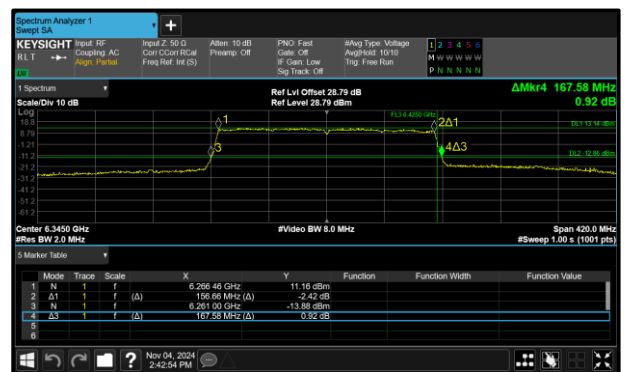 Spectrum Analyzer 1
Swept SA
KEYSIGHT Input: RF Input Z: 50 Ω Atten: 10 dB PNO: Fast #Avg Type: Voltage 1 2 3 4 5 6
RLT Coupling: AC Corr CCorr RCal Preamp: Off Gate: Off Avg|Hold: 10/10 M W W W W W
Align: Partial Freq Ref: Int (S) IF Gain: Low Trig: Free Run
Sig Track: Off P N N N N N
1 Spectrum Ref Lvl Offset 28.79 dB ΔMkr4 167.58 MHz
Scale/Div 10 dB Ref Level 28.79 dBm 0.92 dB
Log
18.8
8.79
-1.21
-11.2
-21.2
-31.2
-41.2
-51.2
-61.2
FL3 6.4250 GHz
1
2Δ1
DL1 13.14 dBm
3
4Δ3
DL2 -12.86 dBm
Center 6.3450 GHz #Video BW 8.0 MHz Span 420.0 MHz
#Res BW 2.0 MHz #Sweep 1.00 s (1001 pts)
5 Marker Table
Mode Trace Scale X Y Function Function Width Function Value
1 N 1 f 6.266 46 GHz 11.16 dBm
2 Δ1 1 f (Δ) 156.66 MHz (Δ) -2.42 dB
3 N 1 f 6.261 00 GHz -13.88 dBm
4 Δ3 1 f (Δ) 167.58 MHz (Δ) 0.92 dB
5
6
Nov 04, 2024
2:42:54 PM